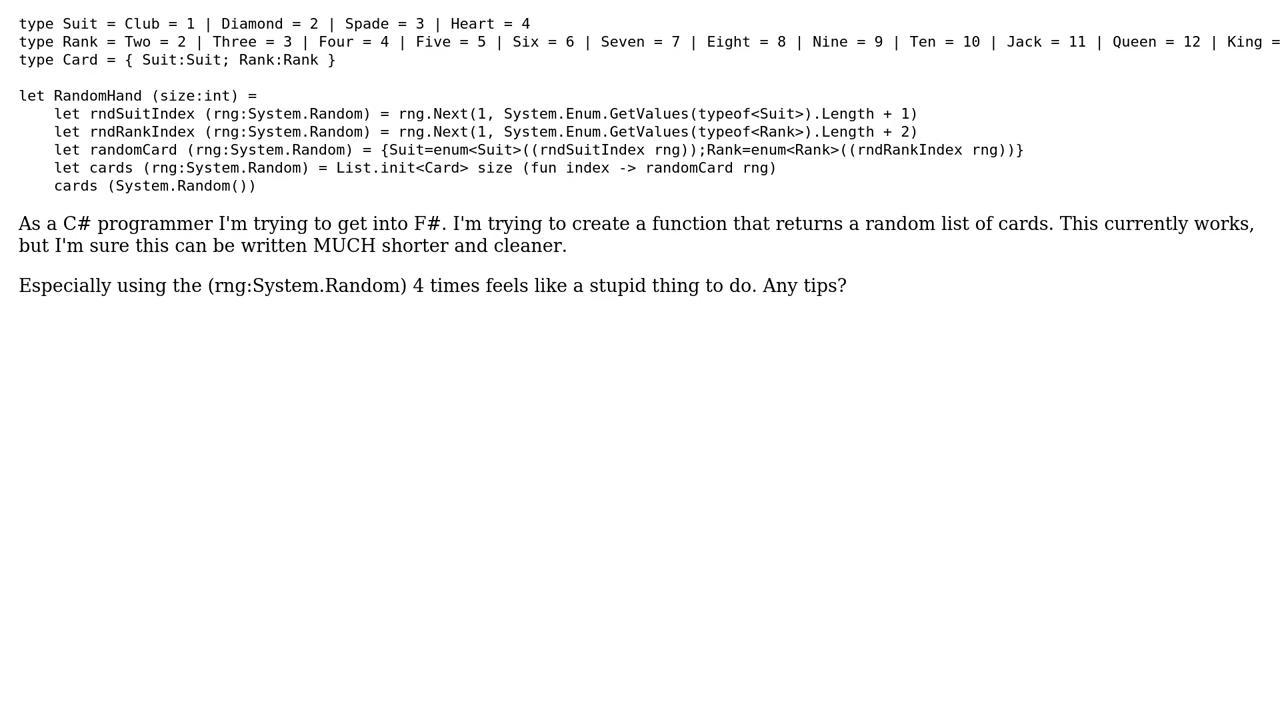 type Suit = Club = 1 | Diamond = 2 | Spade = 3 | Heart = 4
type Rank = Two = 2 | Three = 3 | Four = 4 | Five = 5 | Six = 6 | Seven = 7 | Eight = 8 | Nine = 9 | Ten = 10 | Jack = 11 | Queen = 12 | King =
type Card = { Suit:Suit; Rank:Rank }
let RandomHand (size:int) =
    let rndSuitIndex (rng:System.Random) = rng.Next(1, System.Enum.GetValues(typeof<Suit>).Length + 1)
    let rndRankIndex (rng:System.Random) = rng.Next(1, System.Enum.GetValues(typeof<Rank>).Length + 2)
    let randomCard (rng:System.Random) = {Suit=enum<Suit>((rndSuitIndex rng));Rank=enum<Rank>((rndRankIndex rng))}
    let cards (rng:System.Random) = List.init<Card> size (fun index -> randomCard rng)
    cards (System.Random())
As a C# programmer I'm trying to get into F#. I'm trying to create a function that returns a random list of cards. This currently works,
but I'm sure this can be written MUCH shorter and cleaner.
Especially using the (rng:System.Random) 4 times feels like a stupid thing to do. Any tips?